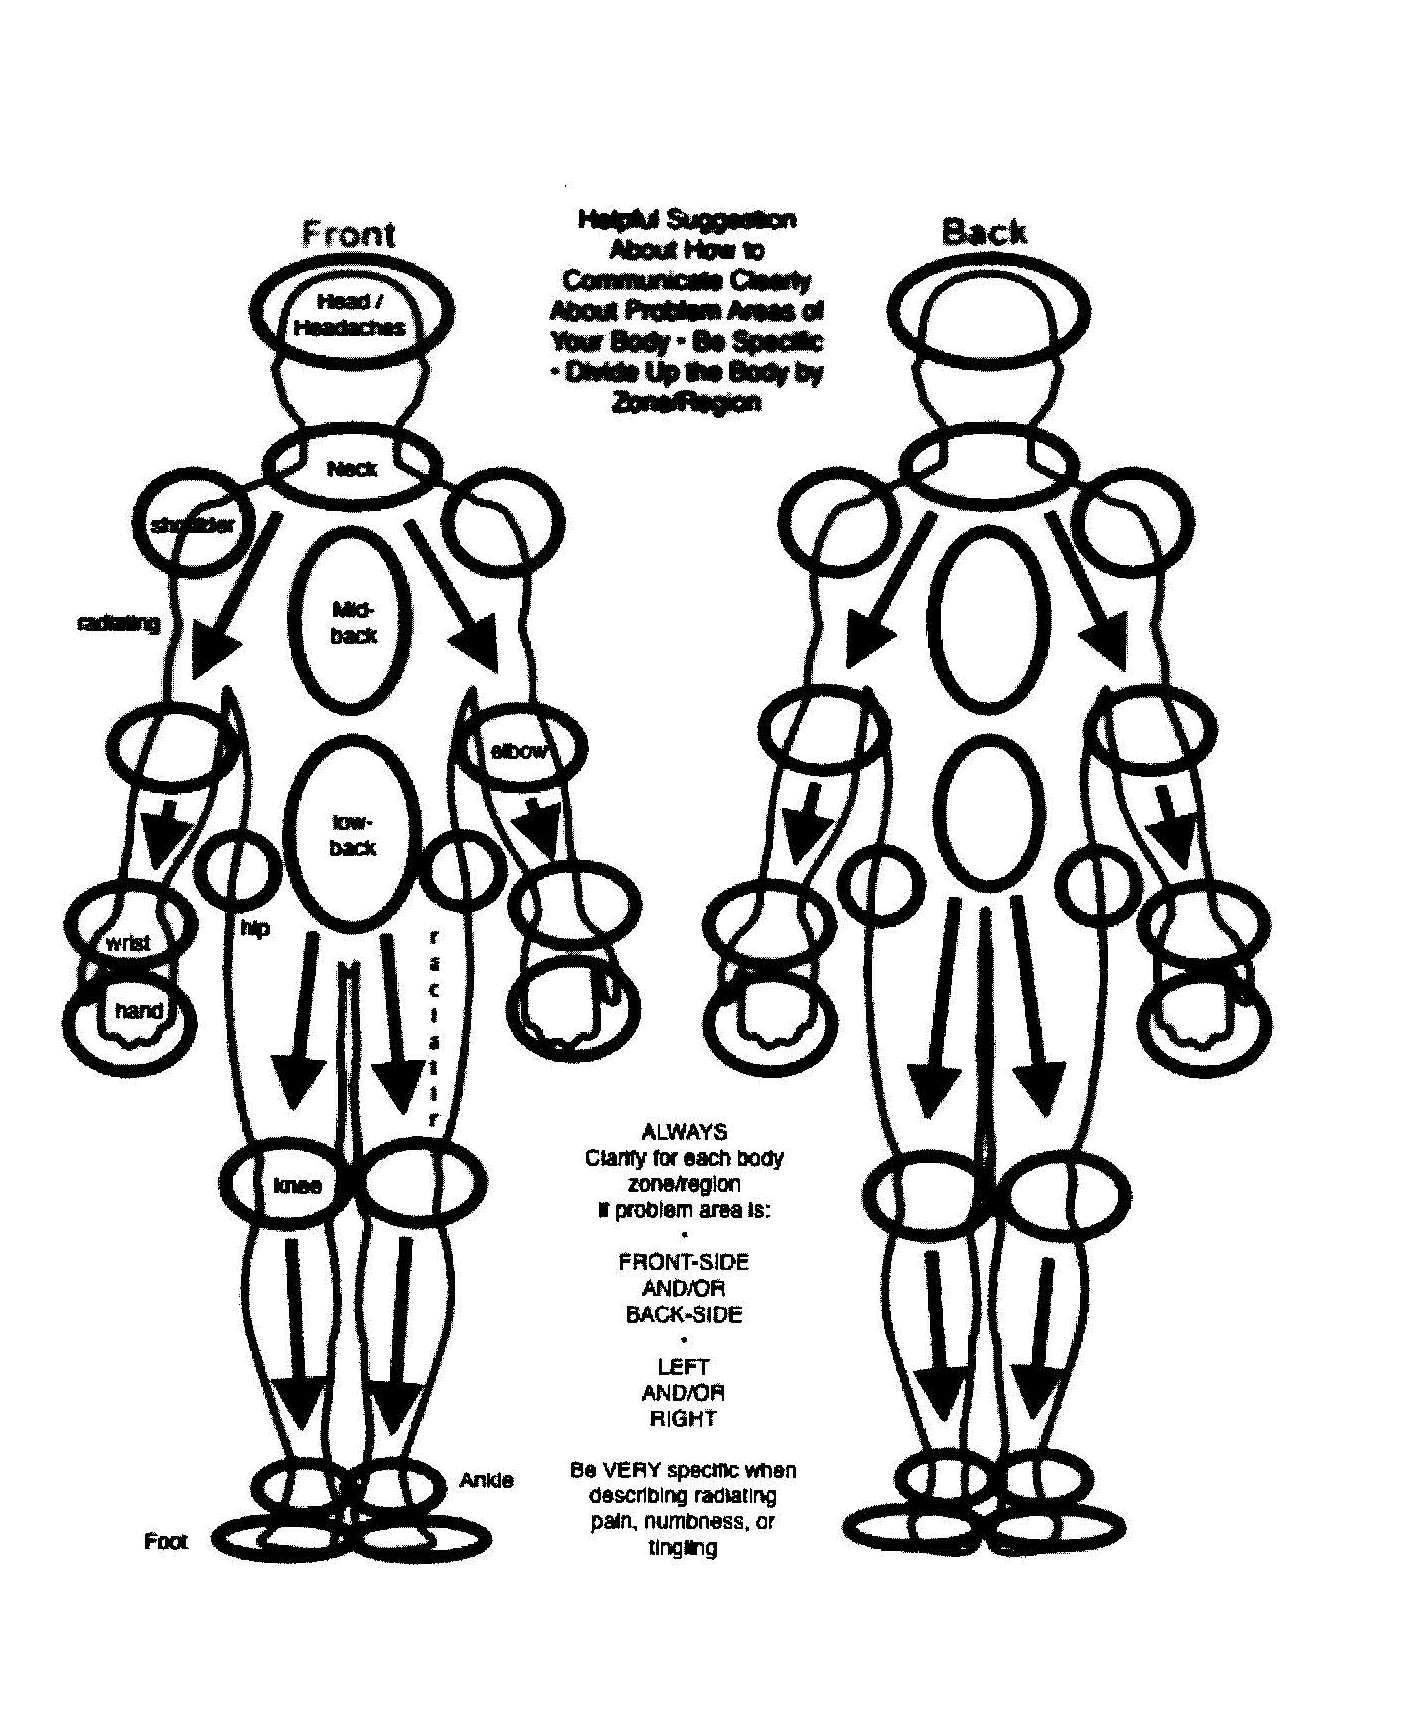 Front
Helpful Suggestion
About How to
Communicate Clearly
About Problem Areas of
Your Body • Be Specific
• Divide Up the Body by
Zone/Region
Back
Head /
Headaches
Neck
shoulder
radiating
Mid-
back
elbow
low-
back
hip
wrist
hand
knee
Ankle
Foot
ALWAYS
Clarify for each body
zone/region
If problem area is:
•
FRONT-SIDE
AND/OR
BACK-SIDE
•
LEFT
AND/OR
RIGHT
Be VERY specific when
describing radiating
pain, numbness, or
tingling